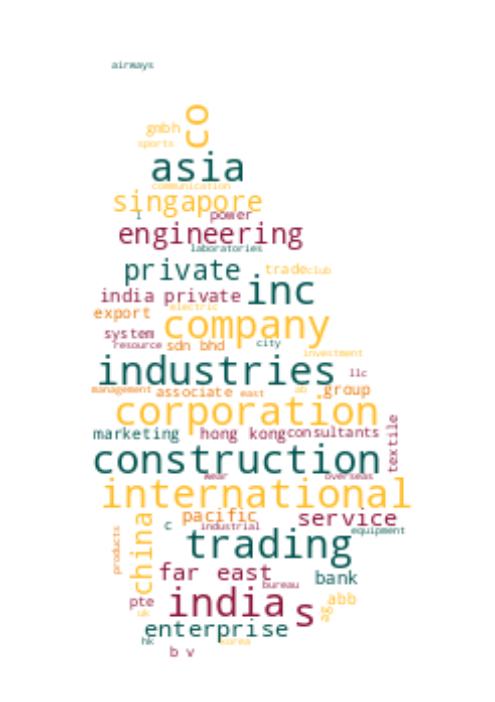 airways
co
gmbh
sports
asia
communication
singapore
i power
engineering
laboratories
private
trade club
india private inc
electric
export
company
system
resource sdn bhd city
investment
industries
llc
management associate east ab group
corporation
marketing hong kong consultants
textile
construction
wear overseas
international
pacific service
c industrial
equipment
products
china
trading
far east
bank
bureau
pte india s abb
uk
ag
enterprise
hk korea
b v